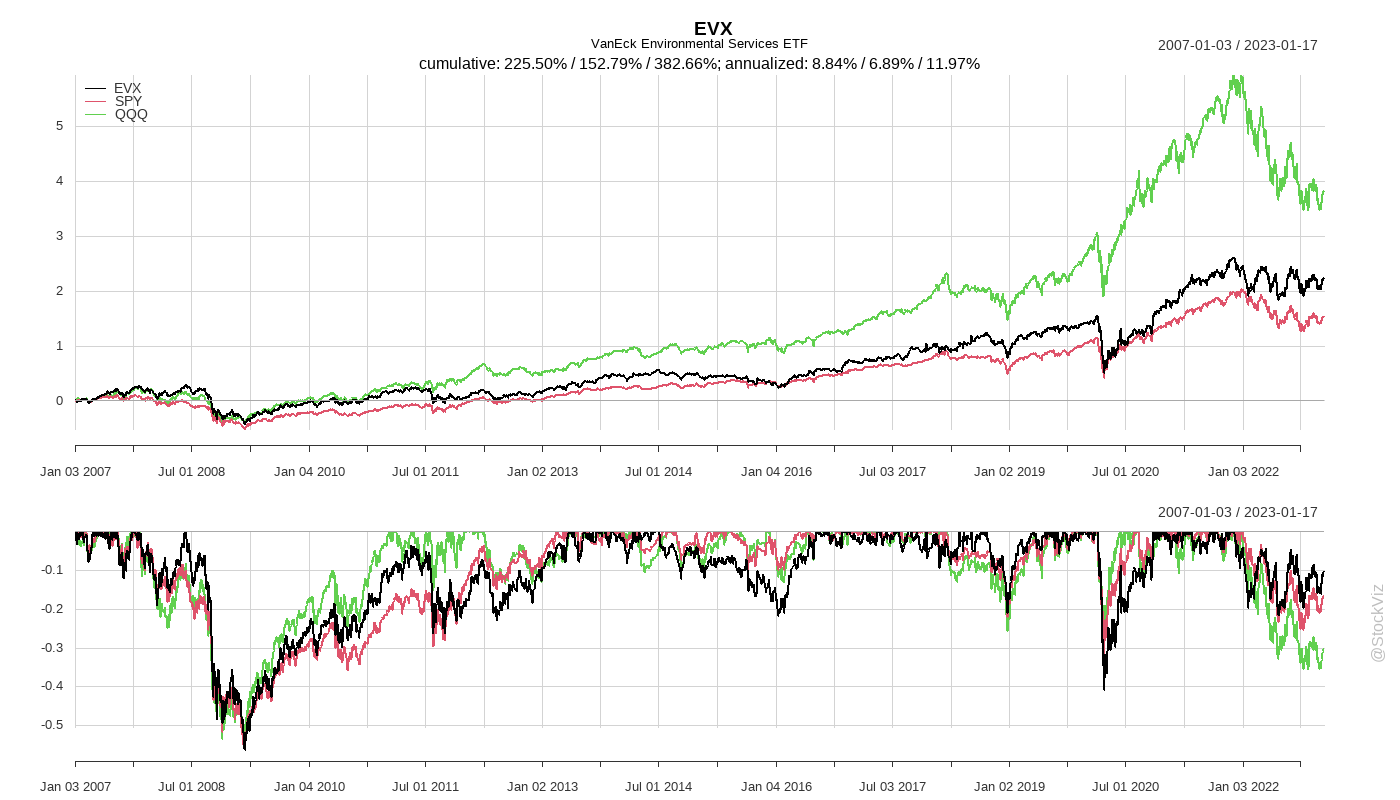 EVX
VanEck Environmental Services ETF
2007-01-03 / 2023-01-17
cumulative: 225.50% / 152.79% / 382.66%; annualized: 8.84% / 6.89% / 11.97%
EVX
SPY
QQQ
5
4
3
2
1
0
Jan 03 2007 Jul 01 2008 Jan 04 2010 Jul 01 2011 Jan 02 2013 Jul 01 2014 Jan 04 2016 Jul 03 2017 Jan 02 2019 Jul 01 2020 Jan 03 2022
2007-01-03 / 2023-01-17
-0.1
-0.2
-0.3
-0.4
-0.5
Jan 03 2007 Jul 01 2008 Jan 04 2010 Jul 01 2011 Jan 02 2013 Jul 01 2014 Jan 04 2016 Jul 03 2017 Jan 02 2019 Jul 01 2020 Jan 03 2022
@StockViz